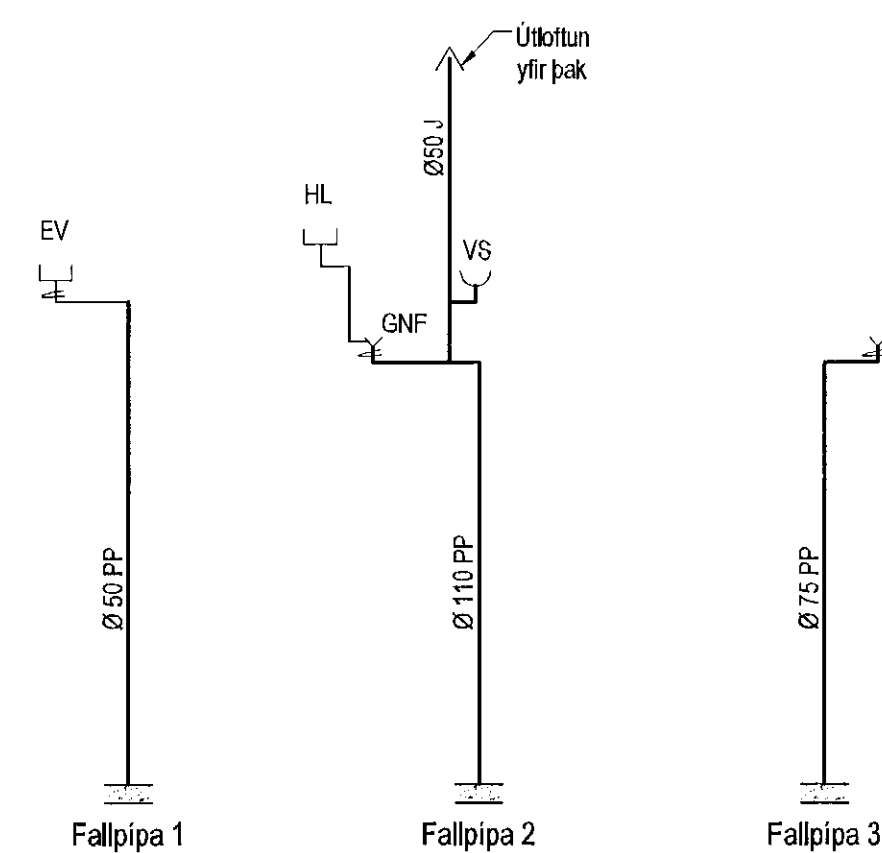 Útloftun
yfir þak
Ø50 J
HL
EV
VS
GNF
Ø 50 PP
Ø 110 PP
Ø 75 PP
Fallpípa 1
Fallpípa 2
Fallpípa 3